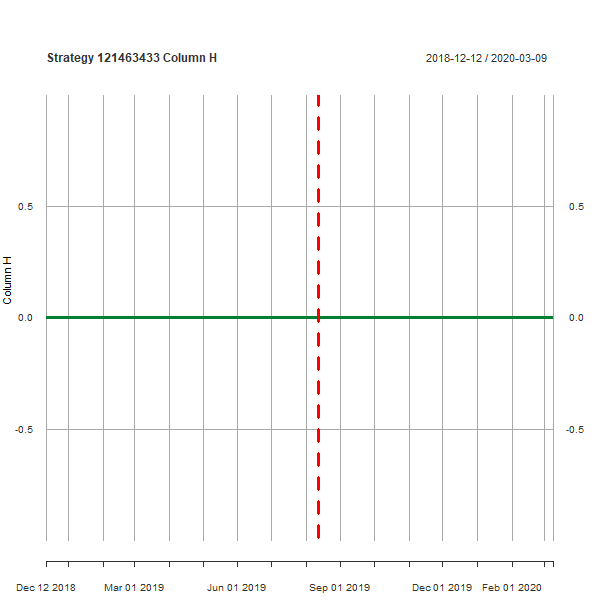 Strategy 121463433 Column H
2018-12-12 / 2020-03-09
0.5
0.5
Column H
0.0
0.0
-0.5
-0.5
Dec 12 2018
Mar 01 2019
Jun 01 2019
Sep 01 2019
Dec 01 2019
Feb 01 2020